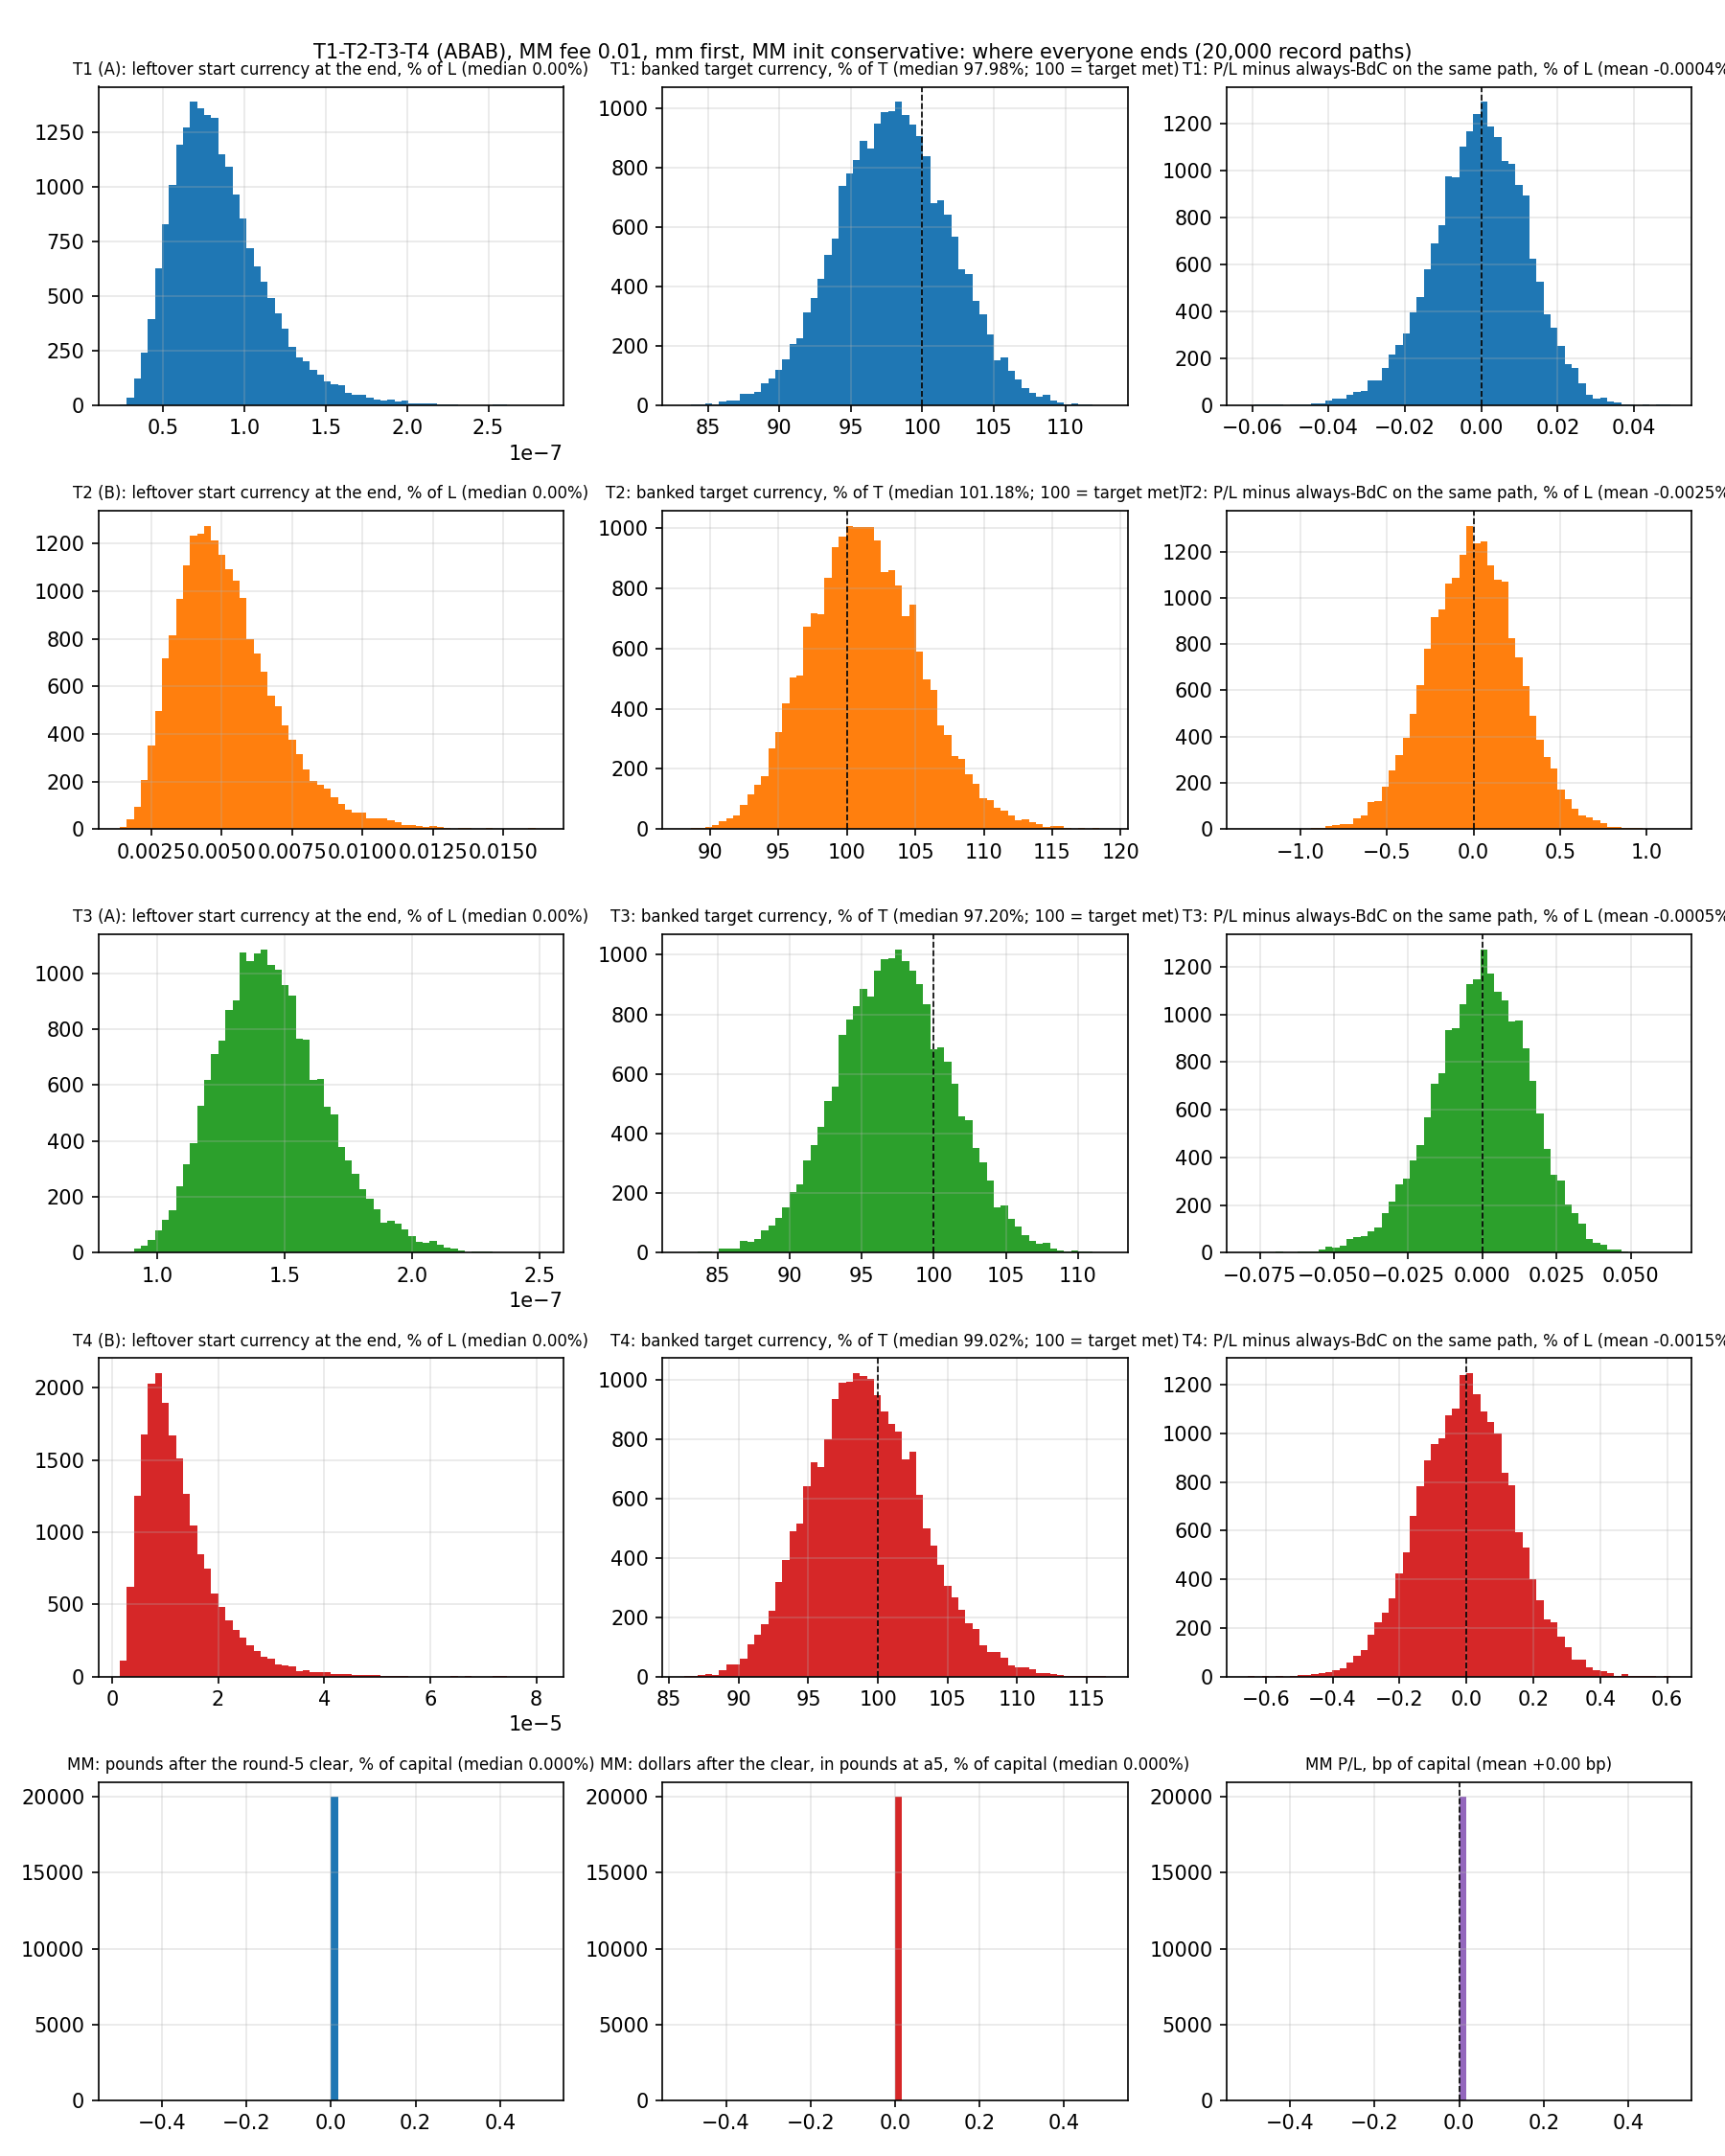 T1-T2-T3-T4 (ABAB), MM fee 0.01, mm first, MM init conservative: where everyone ends (20,000 record paths)
T1 (A): leftover start currency at the end, % of L (median 0.00%)
T1: banked target currency, % of T (median 97.98%; 100 = target met)
T1: P/L minus always-BdC on the same path, % of L (mean -0.0004%
1250
1000
750
500
250
0
0.5 1.0 1.5 2.0 2.5
1e−7
1000
800
600
400
200
0
85 90 95 100 105 110
1200
1000
800
600
400
200
0
−0.06 −0.04 −0.02 0.00 0.02 0.04
T2 (B): leftover start currency at the end, % of L (median 0.00%)
T2: banked target currency, % of T (median 101.18%; 100 = target met)
T2: P/L minus always-BdC on the same path, % of L (mean -0.0025%
1200
1000
800
600
400
200
0
0.0025 0.0050 0.0075 0.0100 0.0125 0.0150
1000
800
600
400
200
0
90 95 100 105 110 115 120
1200
1000
800
600
400
200
0
−1.0 −0.5 0.0 0.5 1.0
T3 (A): leftover start currency at the end, % of L (median 0.00%)
T3: banked target currency, % of T (median 97.20%; 100 = target met)
T3: P/L minus always-BdC on the same path, % of L (mean -0.0005%
1000
800
600
400
200
0
1.0 1.5 2.0 2.5
1e−7
1000
800
600
400
200
0
85 90 95 100 105 110
1200
1000
800
600
400
200
0
−0.075 −0.050 −0.025 0.000 0.025 0.050
T4 (B): leftover start currency at the end, % of L (median 0.00%)
T4: banked target currency, % of T (median 99.02%; 100 = target met)
T4: P/L minus always-BdC on the same path, % of L (mean -0.0015%
2000
1500
1000
500
0
0 2 4 6 8
1e−5
1000
800
600
400
200
0
85 90 95 100 105 110 115
1200
1000
800
600
400
200
0
−0.6 −0.4 −0.2 0.0 0.2 0.4 0.6
MM: pounds after the round-5 clear, % of capital (median 0.000%)
MM: dollars after the clear, in pounds at a5, % of capital (median 0.000%)
MM P/L, bp of capital (mean +0.00 bp)
20000
15000
10000
5000
0
−0.4 −0.2 0.0 0.2 0.4
20000
15000
10000
5000
0
−0.4 −0.2 0.0 0.2 0.4
20000
15000
10000
5000
0
−0.4 −0.2 0.0 0.2 0.4